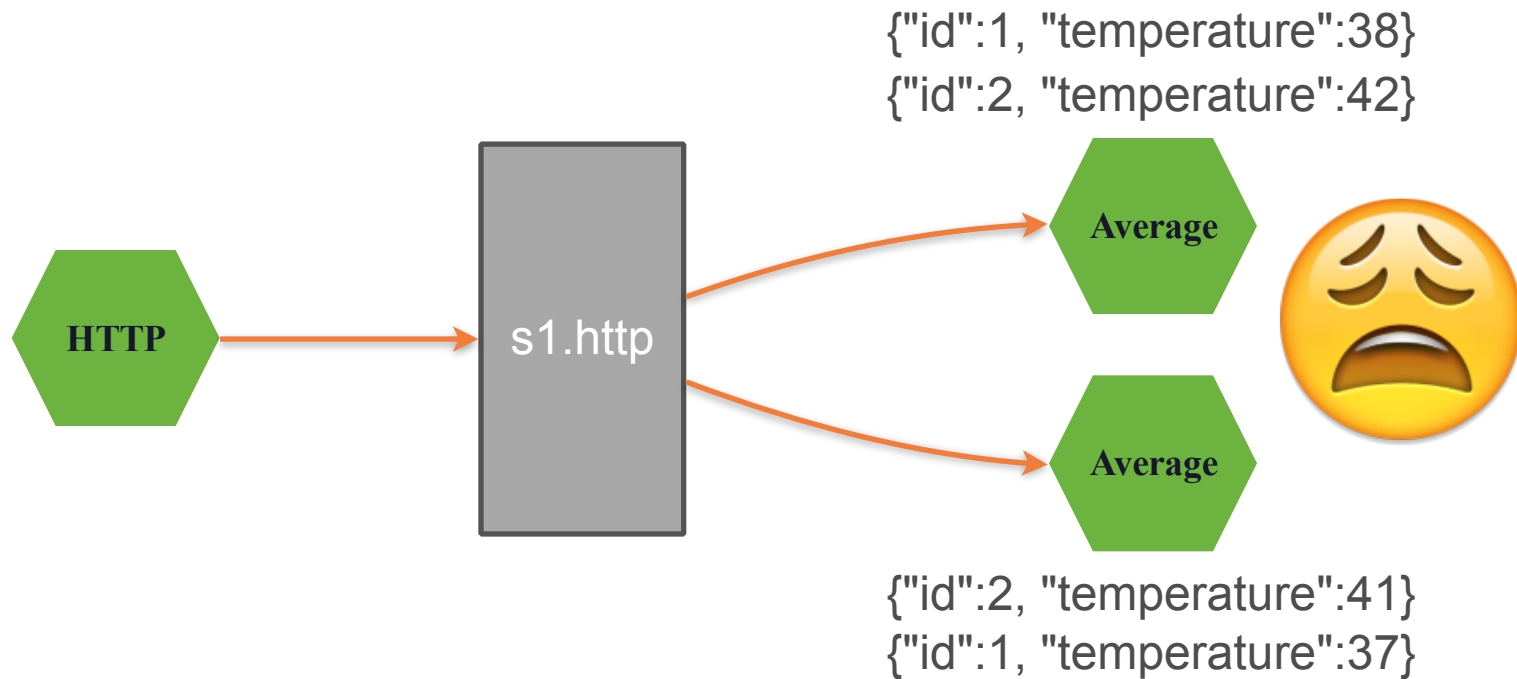 {"id":1, "temperature":38}
{"id":2, "temperature":42}
HTTP
s1.http
Average
Average
{"id":2, "temperature":41}
{"id":1, "temperature":37}